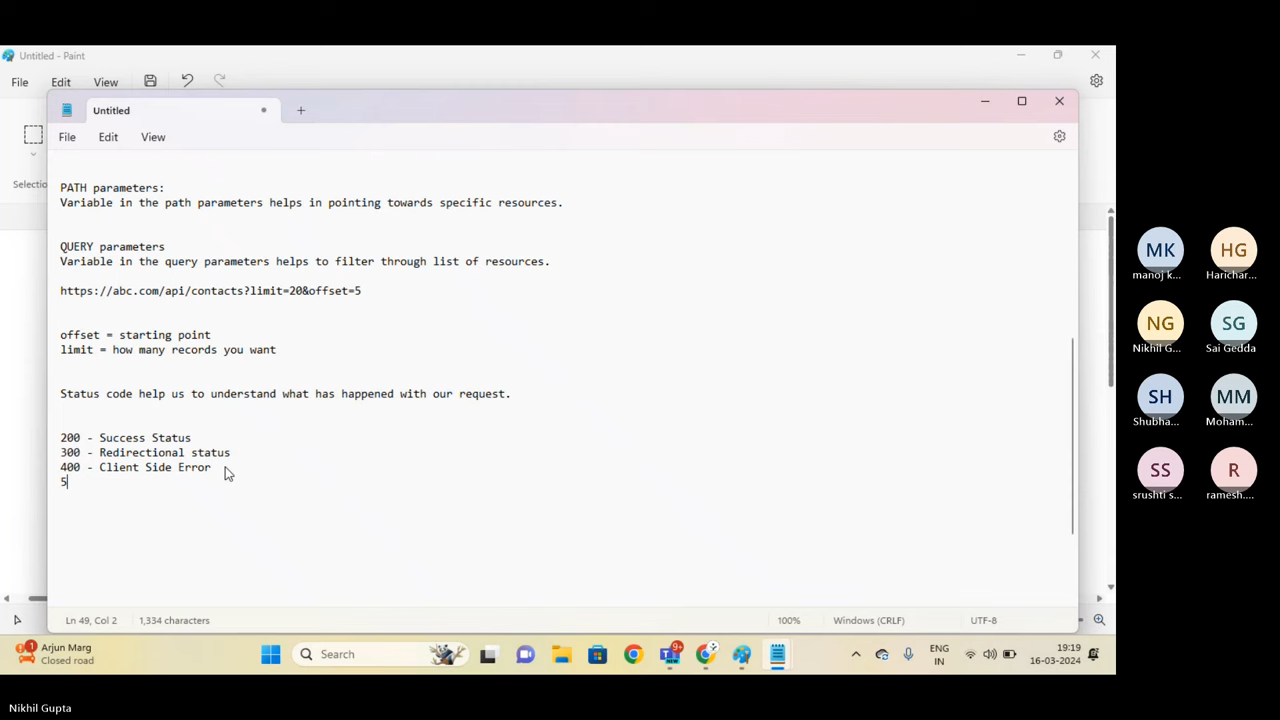 Untitled - Paint
File Edit View
Untitled
File Edit View
Selectio
PATH parameters:
Variable in the path parameters helps in pointing towards specific resources.
QUERY parameters
Variable in the query parameters helps to filter through list of resources.
https://abc.com/api/contacts?limit=20&offset=5
offset = starting point
limit = how many records you want
Status code help us to understand what has happened with our request.
200 - Success Status
300 - Redirectional status
400 - Client Side Error
5
Ln 49, Col 2 1,334 characters 100% Windows (CRLF) UTF-8
MK HG
manoj k... Harichar...
NG SG
Nikhil G... Sai Gedda
SH MM
Shubha... Moham...
SS R
srushti s... ramesh....
1 Arjun Marg
Closed road
Search
9+
NEW
ENG
IN
19:19
16-03-2024
Nikhil Gupta